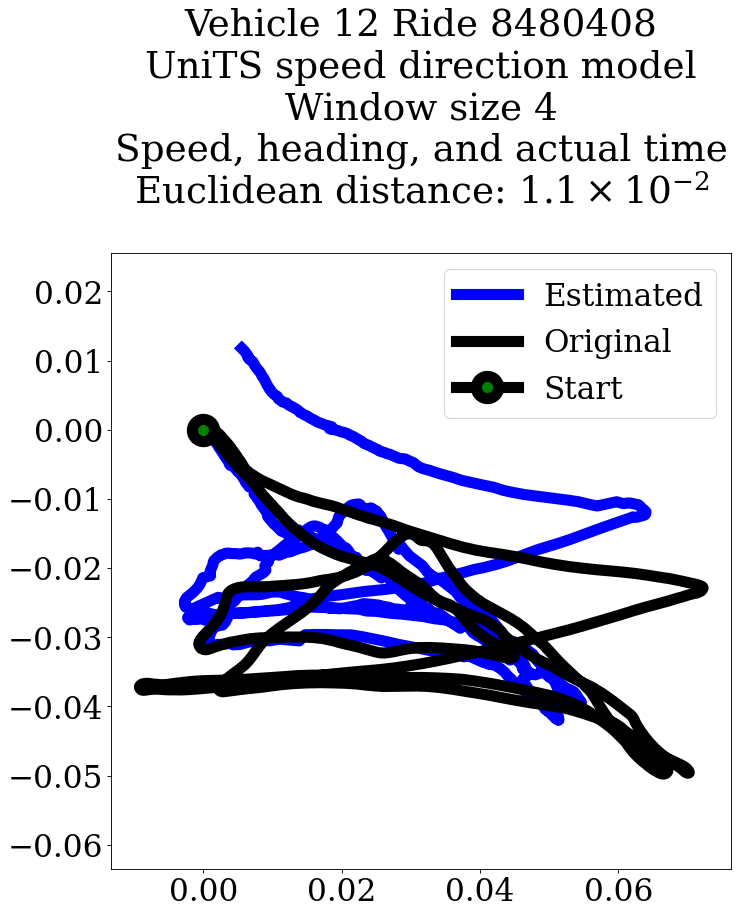 Vehicle 12 Ride 8480408
UniTS speed direction model
Window size 4
Speed, heading, and actual time
Euclidean distance: 1.1 × 10⁻²
Estimated
Original
Start
0.02
0.01
0.00
−0.01
−0.02
−0.03
−0.04
−0.05
−0.06
0.00 0.02 0.04 0.06